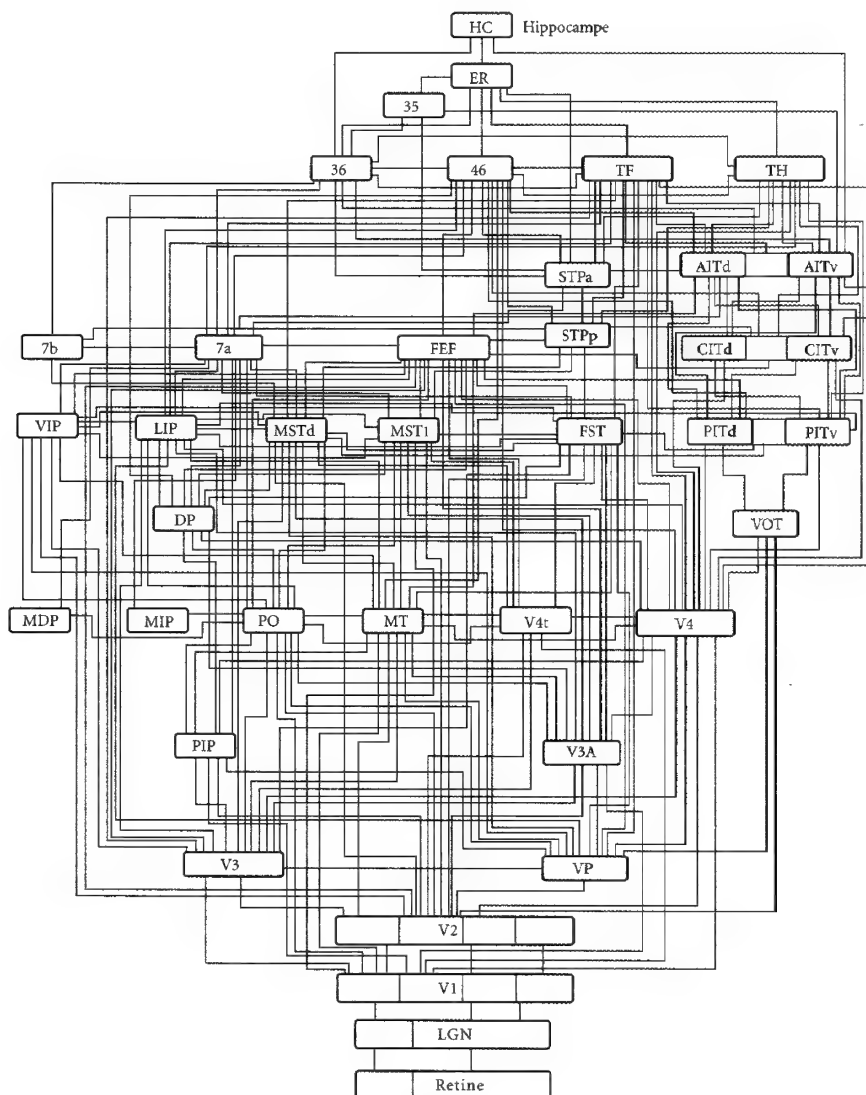 HC Hippocampe
ER
35
36 46 TF TH
STPa AITd AITv
7b 7a FEF STPp CITd CITv
VIP LIP MSTd MSTl FST PITd PITv
DP VOT
MDP MIP PO MT V4t V4
PIP V3A
V3 VP
V2
V1
LGN
Retine